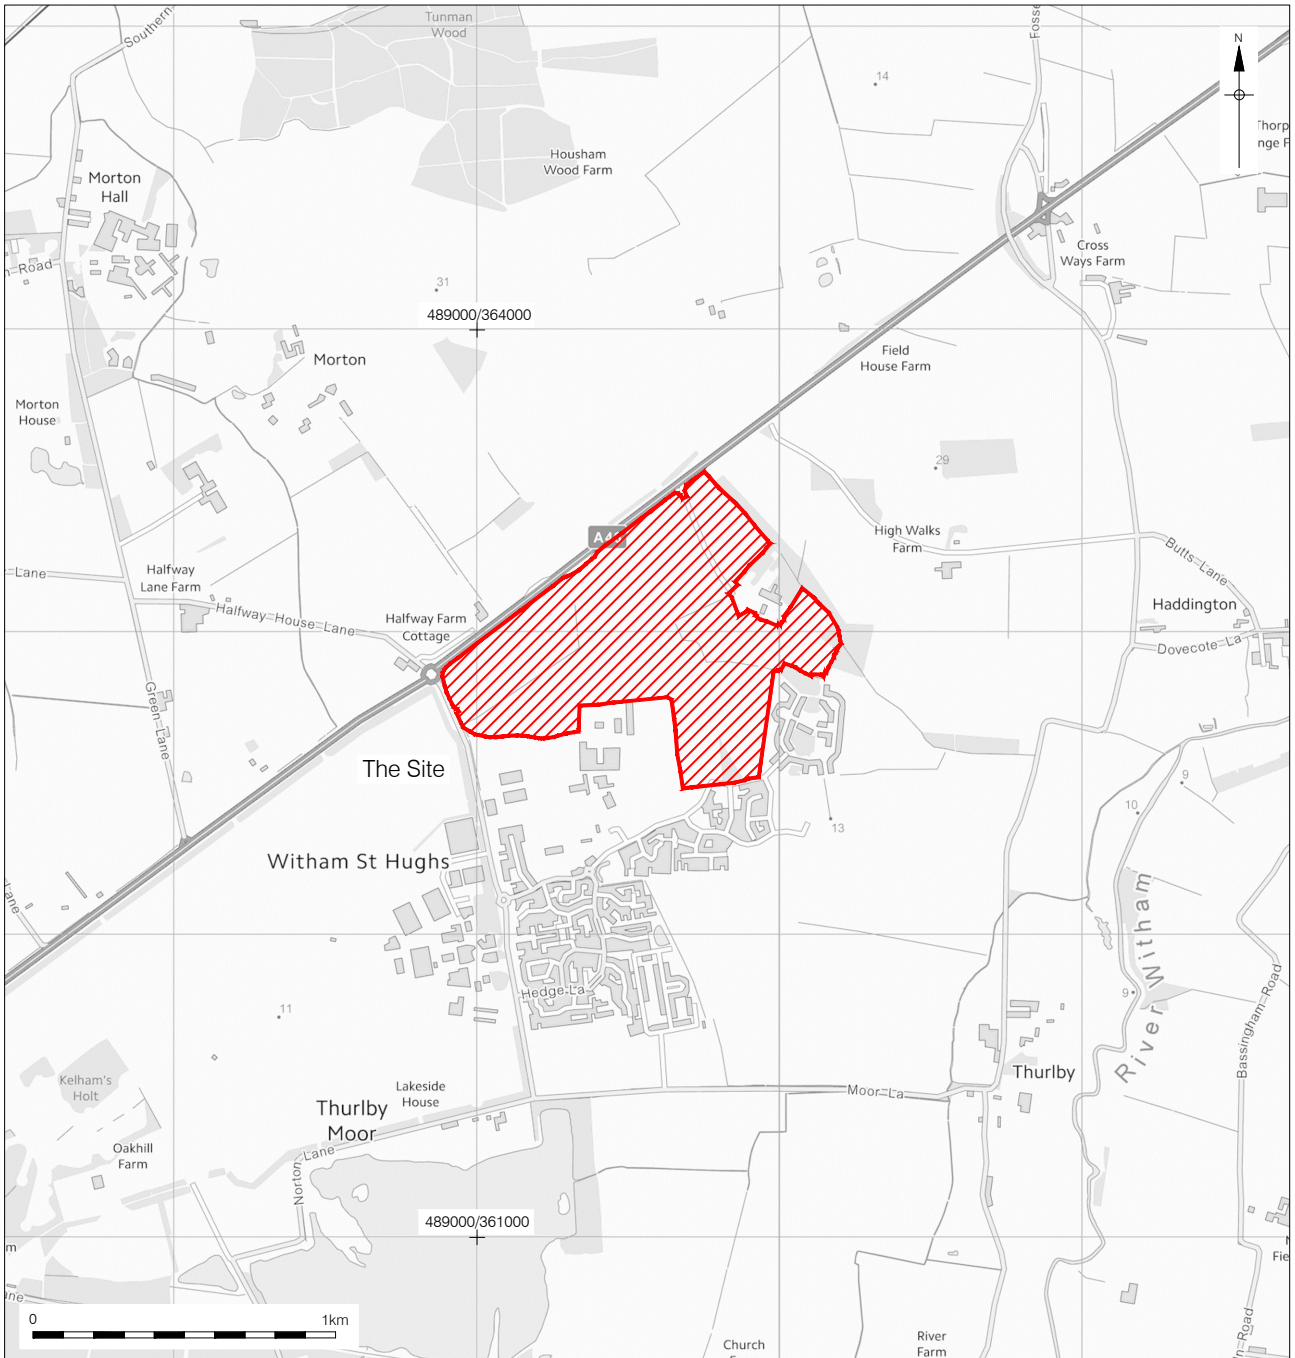 Southern
Tunman
Wood
Fosse
N
14
Thorp
nge F
Housham
Wood Farm
Morton
Hall
n-Road
Cross
Ways Farm
31
489000/364000
Field
House Farm
Morton
Morton
House
29
High Walks
Farm
Butts-Lane
Lane
Halfway
Lane Farm
Halfway-House-Lane
Halfway Farm
Cottage
Haddington
Dovecote-La
Green-Lane
The Site
9
10
13
Witham St Hughs
Lane
River Witham
Hedge-La
9
11
Bassingham-Road
Kelham's
Holt
Lakeside
House
Moor-La
Thurlby
Thurlby
Moor
Oakhill
Farm
Norton Lane
489000/361000
m
Fie
ane
0
1km
Church
River
Farm
n-Road